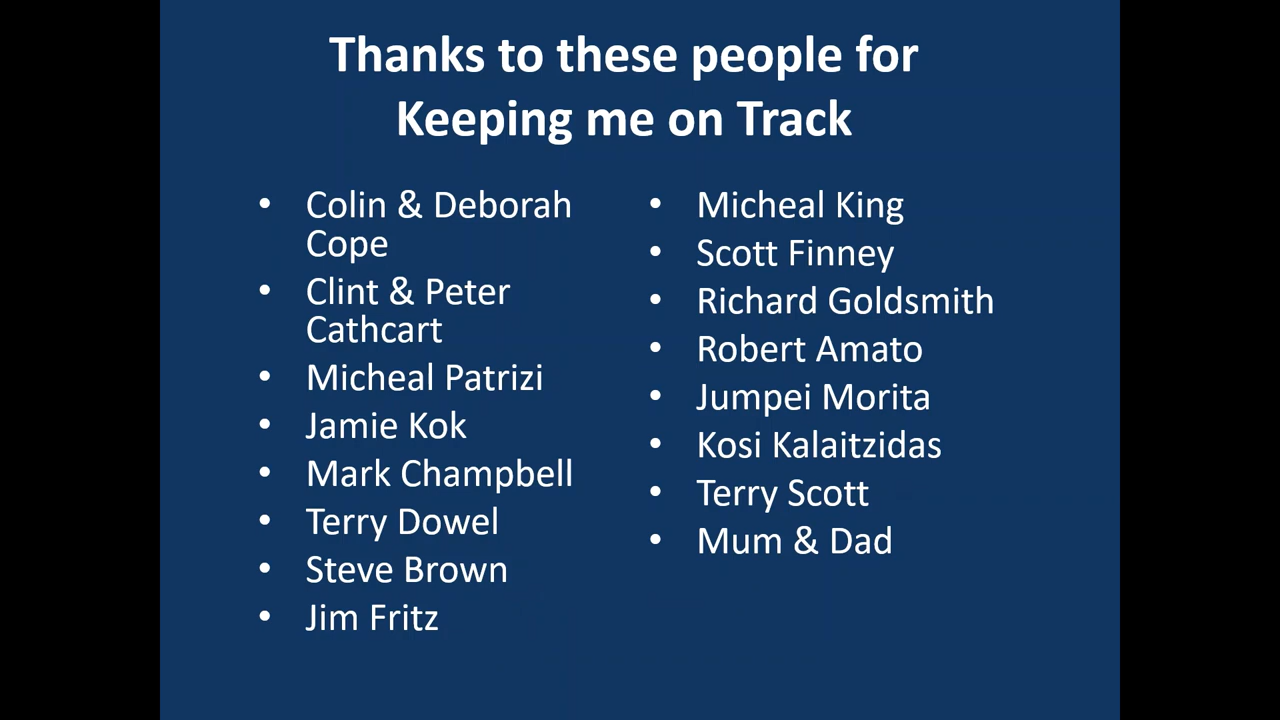 Thanks to these people for
Keeping me on Track
• Colin & Deborah
Cope
• Clint & Peter
Cathcart
• Micheal Patrizi
• Jamie Kok
• Mark Champbell
• Terry Dowel
• Steve Brown
• Jim Fritz
• Micheal King
• Scott Finney
• Richard Goldsmith
• Robert Amato
• Jumpei Morita
• Kosi Kalaitzidas
• Terry Scott
• Mum & Dad